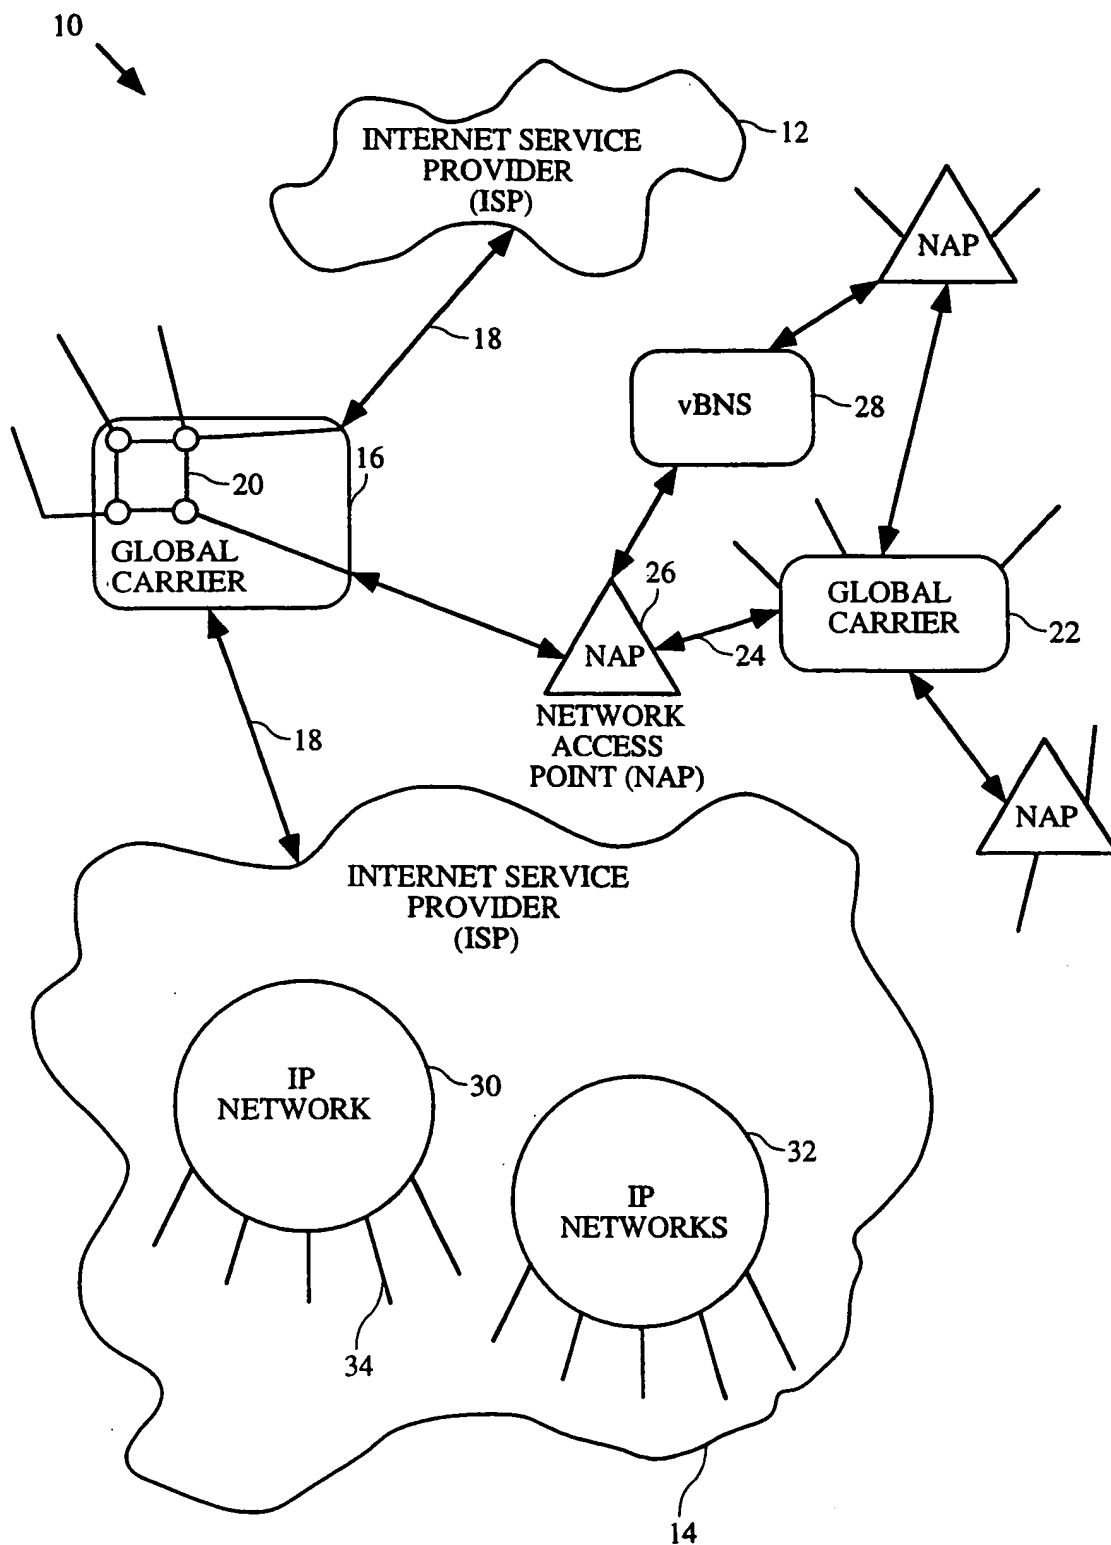 10
INTERNET SERVICE
PROVIDER
(ISP)
12
NAP
18
vBNS
28
20
16
GLOBAL
CARRIER
26
NAP
24
GLOBAL
CARRIER
22
NETWORK
ACCESS
POINT (NAP)
18
NAP
INTERNET SERVICE
PROVIDER
(ISP)
IP
NETWORK
30
32
IP
NETWORKS
34
14